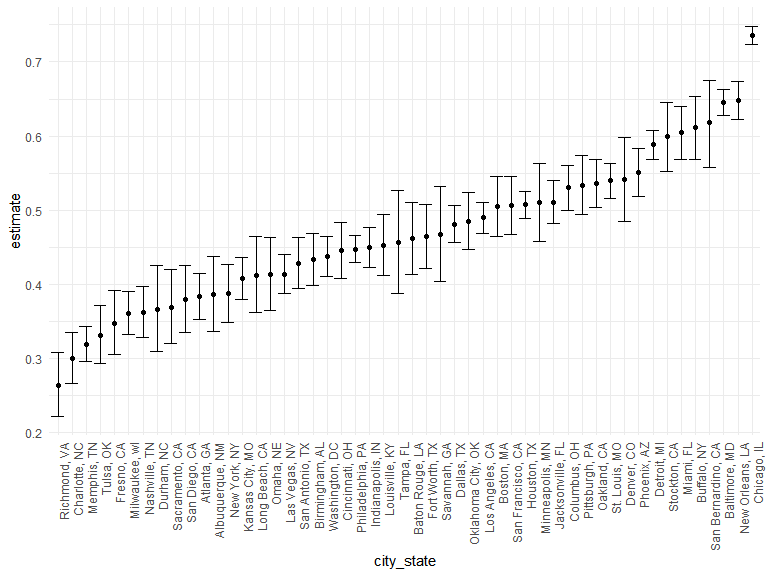 0.7
0.6
0.5
0.4
0.3
0.2
estimate
Richmond, VA
Charlotte, NC
Memphis, TN
Tulsa, OK
Fresno, CA
Milwaukee, wI
Nashville, TN
Durham, NC
Sacramento, CA
San Diego, CA
Atlanta, GA
Albuquerque, NM
New York, NY
Kansas City, MO
Long Beach, CA
Omaha, NE
Las Vegas, NV
San Antonio, TX
Birmingham, AL
Washington, DC
Cincinnati, OH
Philadelphia, PA
Indianapolis, IN
Louisville, KY
Tampa, FL
Baton Rouge, LA
Fort Worth, TX
Savannah, GA
Dallas, TX
Oklahoma City, OK
Los Angeles, CA
Boston, MA
San Francisco, CA
Houston, TX
Minneapolis, MN
Jacksonville, FL
Columbus, OH
Pittsburgh, PA
Oakland, CA
St. Louis, MO
Denver, CO
Phoenix, AZ
Detroit, MI
Stockton, CA
Miami, FL
Buffalo, NY
San Bernardino, CA
Baltimore, MD
New Orleans, LA
Chicago, IL
city_state